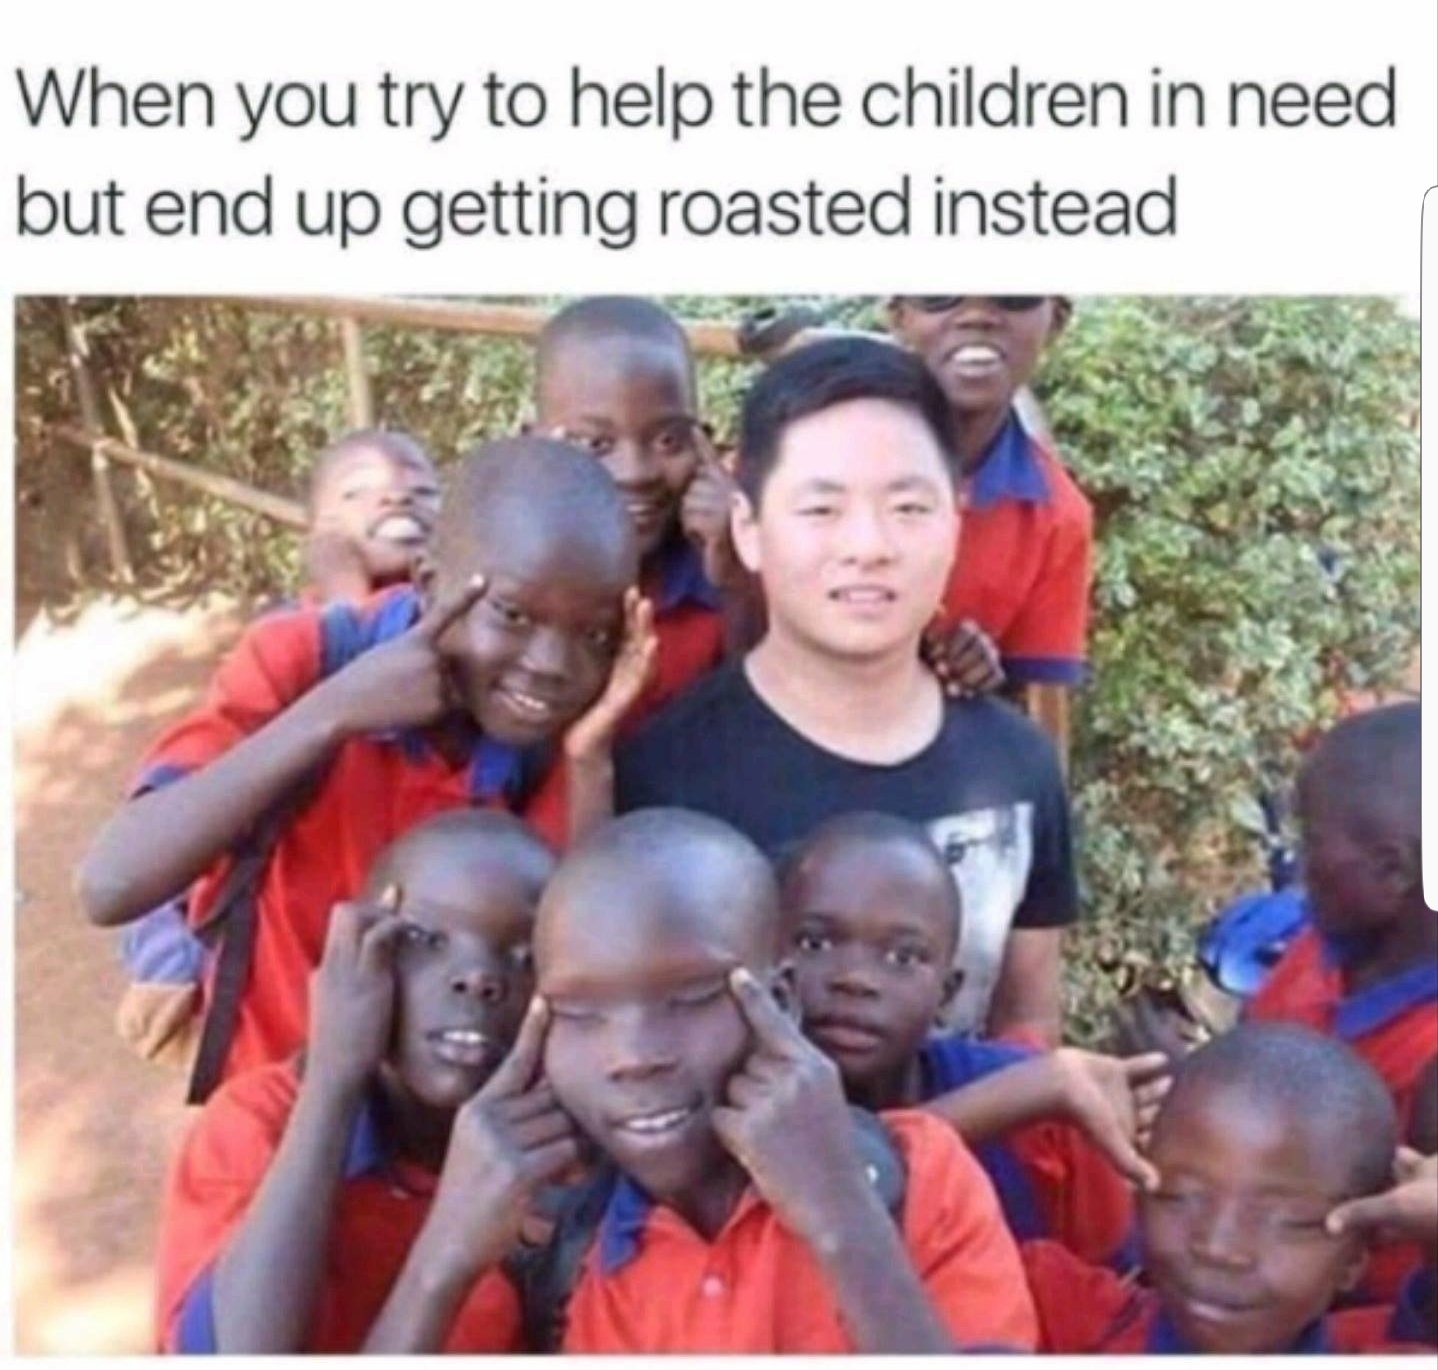 When you try to help the children in need
but end up getting roasted instead